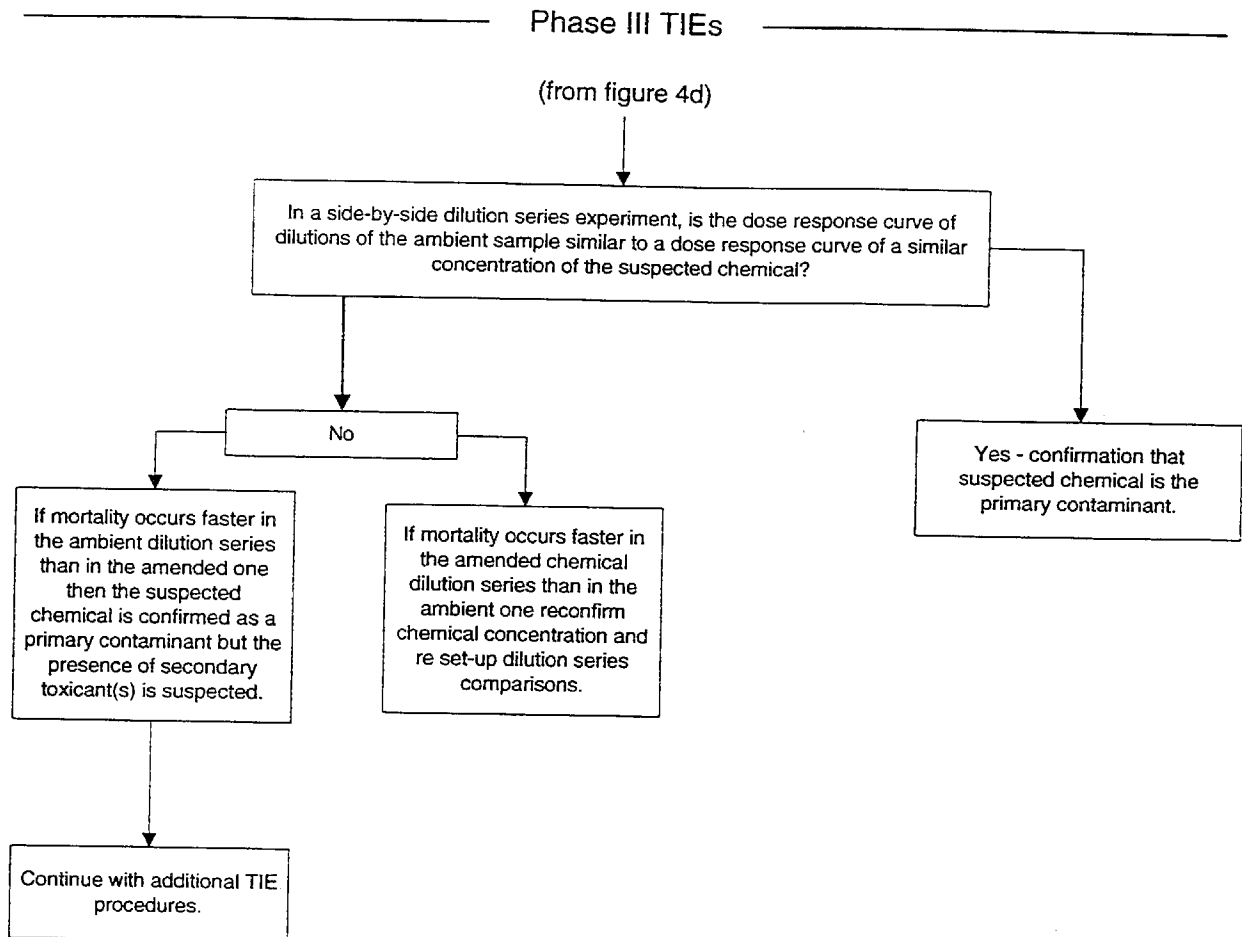 Phase III TIEs
(from figure 4d)
In a side-by-side dilution series experiment, is the dose response curve of
dilutions of the ambient sample similar to a dose response curve of a similar
concentration of the suspected chemical?
No
Yes - confirmation that
suspected chemical is the
primary contaminant.
If mortality occurs faster in
the ambient dilution series
than in the amended one
then the suspected
chemical is confirmed as a
primary contaminant but the
presence of secondary
toxicant(s) is suspected.
If mortality occurs faster in
the amended chemical
dilution series than in the
ambient one reconfirm
chemical concentration and
re set-up dilution series
comparisons.
Continue with additional TIE
procedures.